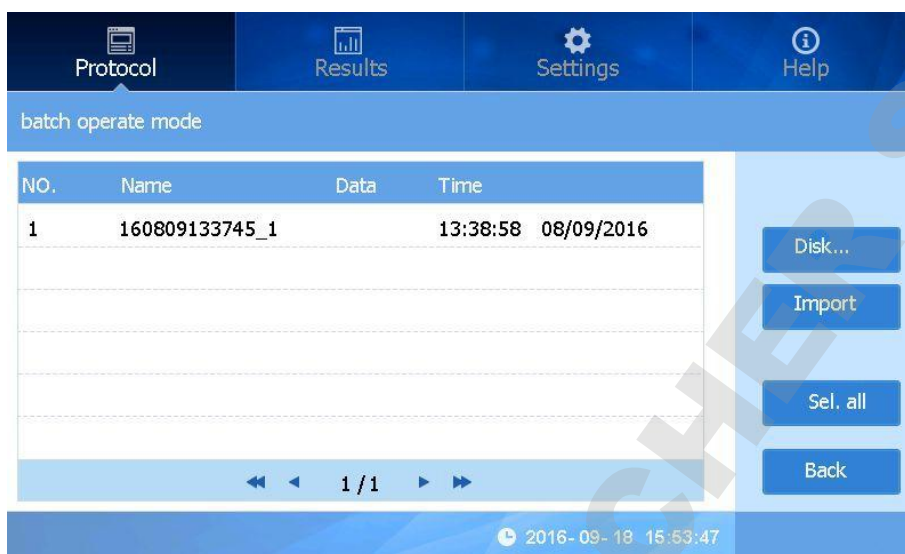 Protocol Results Settings Help
batch operate mode
NO. Name Data Time
1 160809133745_1 13:38:58 08/09/2016
Disk...
Import
Sel. all
1/1
Back
2016-09-18 15:53:47
CHER